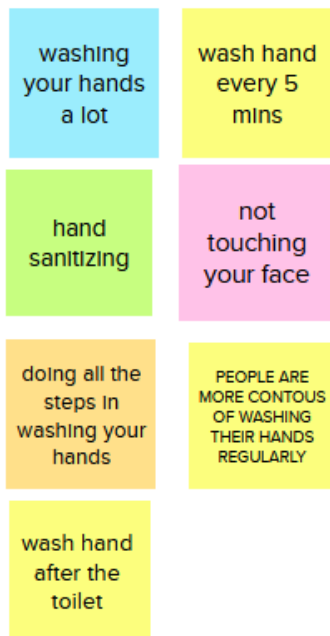 washing
your hands
a lot
wash hand
every 5
mins
hand
sanitizing
not
touching
your face
doing all the
steps in
washing your
hands
PEOPLE ARE
MORE CONTOUS
OF WASHING
THEIR HANDS
REGULARLY
wash hand
after the
toilet